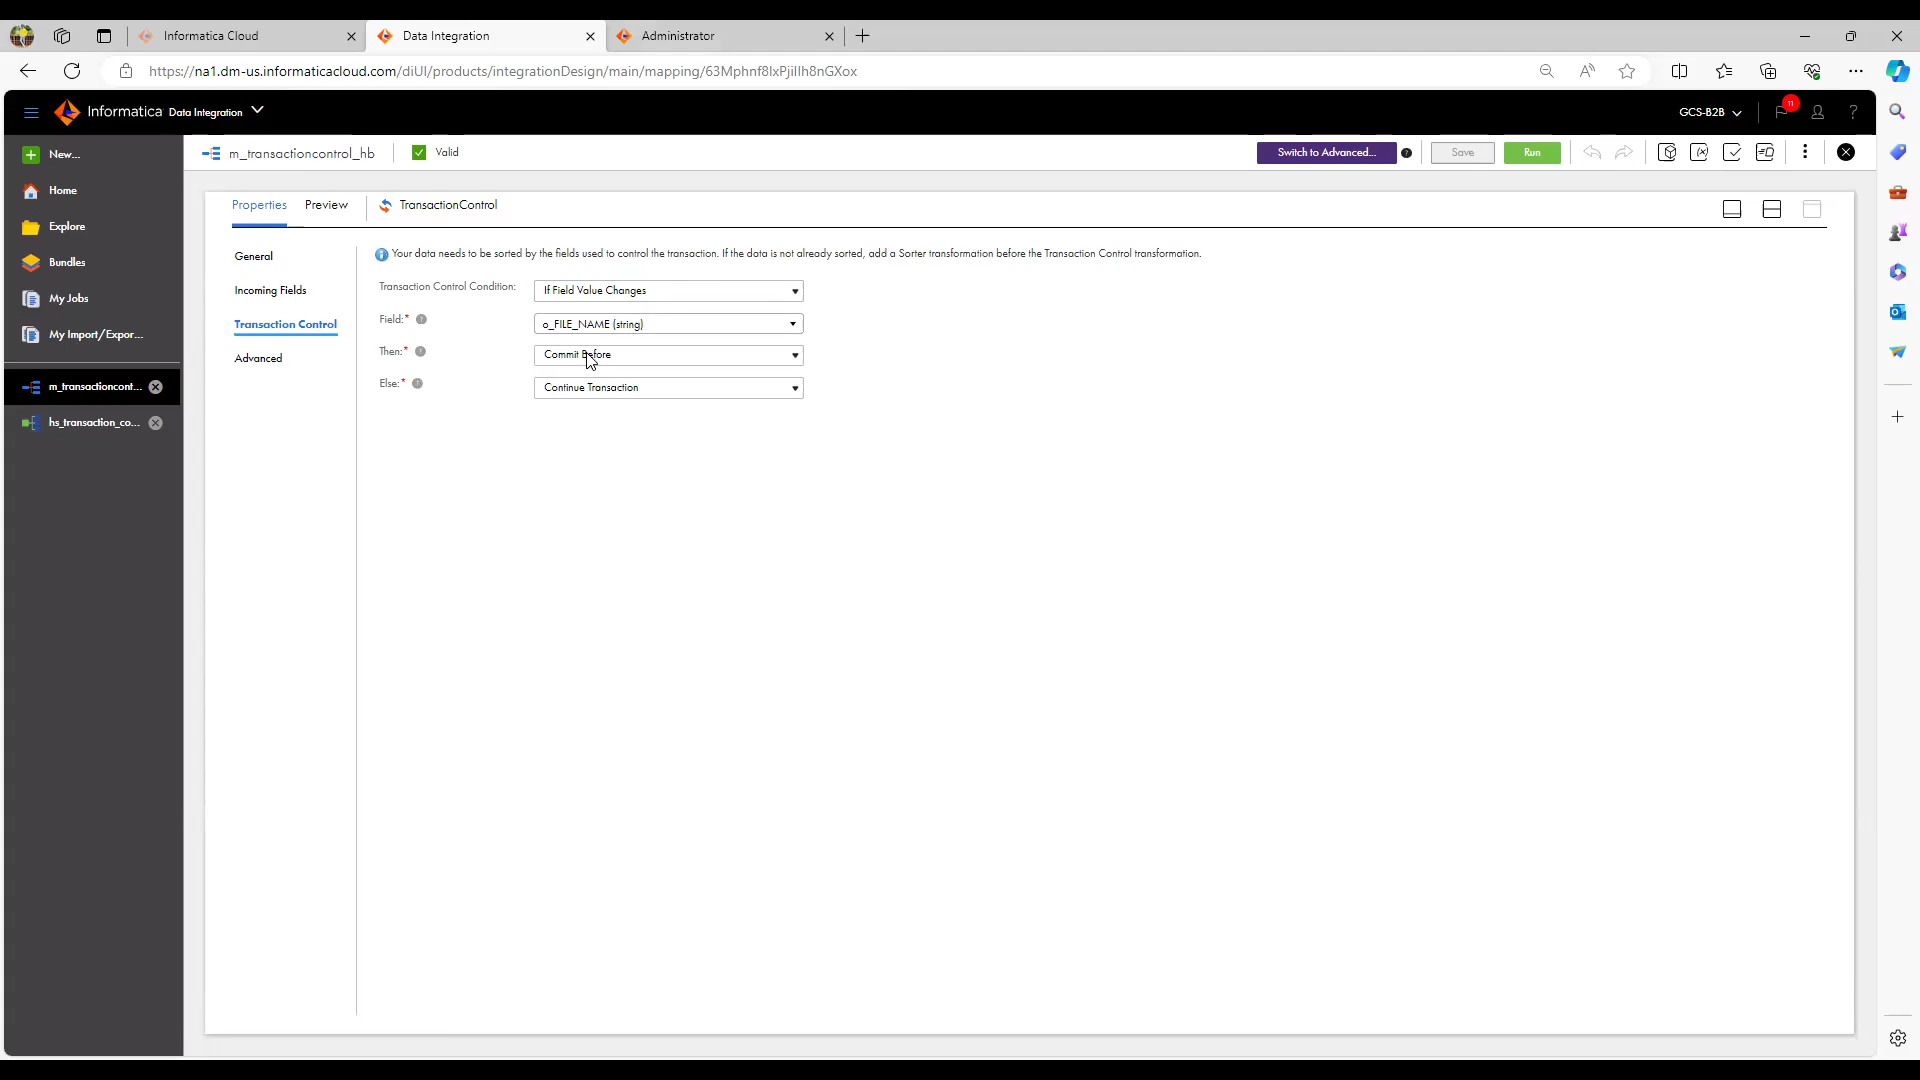 Informatica Cloud
Data Integration
Administrator
https://na1.dm-us.informaticacloud.com/diUI/products/integrationDesign/main/mapping/
Informatica Data Integration
GCS-B2B
11
New...
m_transactioncontrol_hb
Valid
Switch to Advanced...
Save
Run
Home
Explore
Bundles
My Jobs
My Import/Expor...
m_transactioncont...
hs_transaction_co...
Properties
Preview
TransactionControl
General
Incoming Fields
Transaction Control
Advanced
Your data needs to be sorted by the fields used to control the transaction. If the data is not already sorted, add a Sorter transformation before the Transaction Control transformation.
Transaction Control Condition: If Field Value Changes
Field:* o_FILE_NAME (string)
Then:* Commit Before
Else:* Continue Transaction